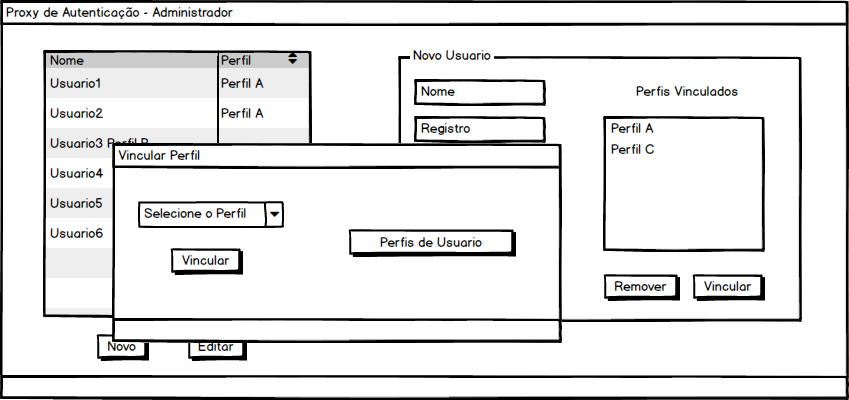 Proxy de Autenticação - Administrador
Nome Perfil
Usuario1 Perfil A
Usuario2 Perfil A
Usuario3 Perfil B
Usuario4
Usuario5
Usuario6
Novo Editar
Novo Usuario
Nome
Registro
Perfis Vinculados
Perfil A
Perfil C
Remover Vincular
Vincular Perfil
Selecione o Perfil
Vincular
Perfis de Usuario